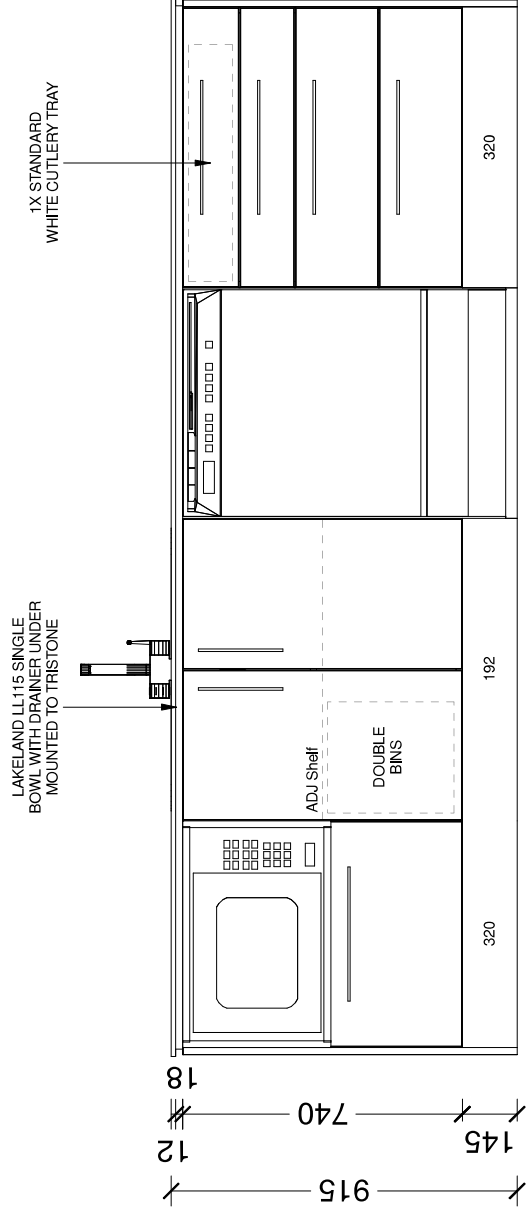 LAKELAND LL115 SINGLE
BOWL WITH DRAINER UNDER
MOUNTED TO TRISTONE
1X STANDARD
WHITE CUTLERY TRAY
ADJ Shelf
DOUBLE
BINS
320
192
320
12
18
740
145
915